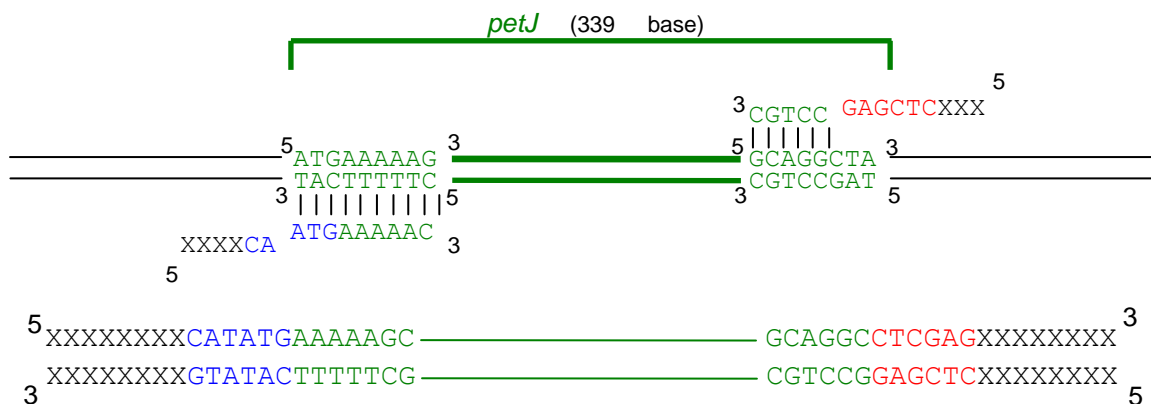 petJ (339 base)
5
3 CGTCC GAGCTCXXX
5 ATGAAAAAG 3 5 GCAGGCTA 3
3 TACTTTTTC 5 3 CGTCCGAT 5
XXXXCA ATGAAAAAC 3
5
5 XXXXXXXXCATATGAAAAAGC GCAGGCCTCGAGXXXXXXXX 3
3 XXXXXXXXGTATACTTTTTCG CGTCCGGAGCTCXXXXXXXX 5